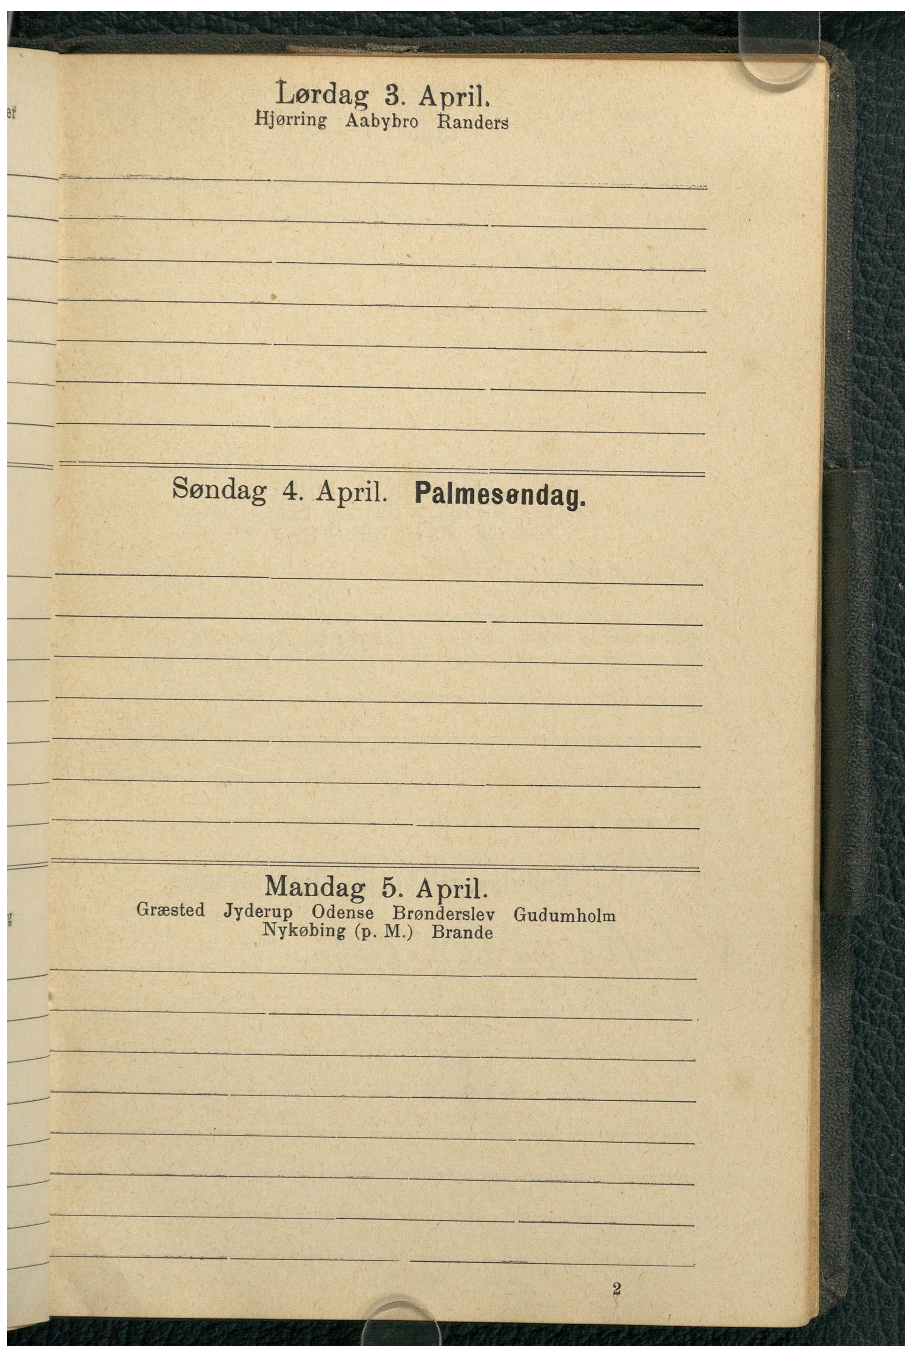 Lørdag 3. April.
Hjørring Aabybro Randers
Søndag 4. April. Palmesøndag.
Mandag 5. April.
Græsted Jyderup Odense Brønderslev Gudumholm
Nykøbing (p. M.) Brande
2